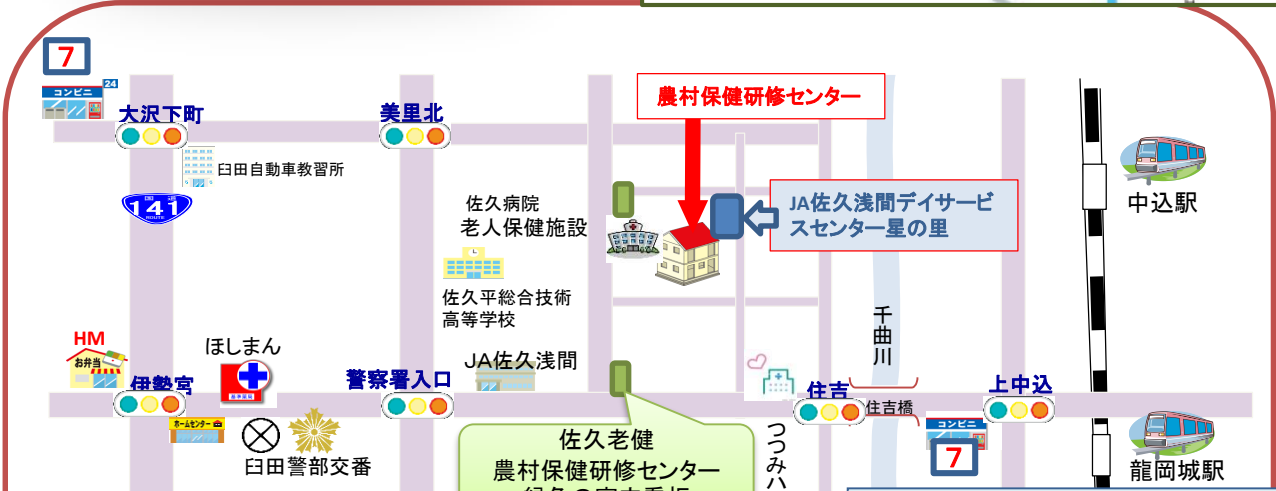 7
24
コンビニ
大沢下町
美里北
農村保健研修センター
臼田自動車教習所
141
ROUTE
佐久病院
老人保健施設
JA佐久浅間デイサービ
スセンター星の里
中込駅
佐久平総合技術
高等学校
千曲川
HM
お弁当
ほしまん
伊勢宮
警察署入口
JA佐久浅間
住吉
住吉橋
上中込
ホームセンター
臼田警部交番
佐久老健
農村保健研修センター
つつみハ
コンビニ
7
龍岡城駅